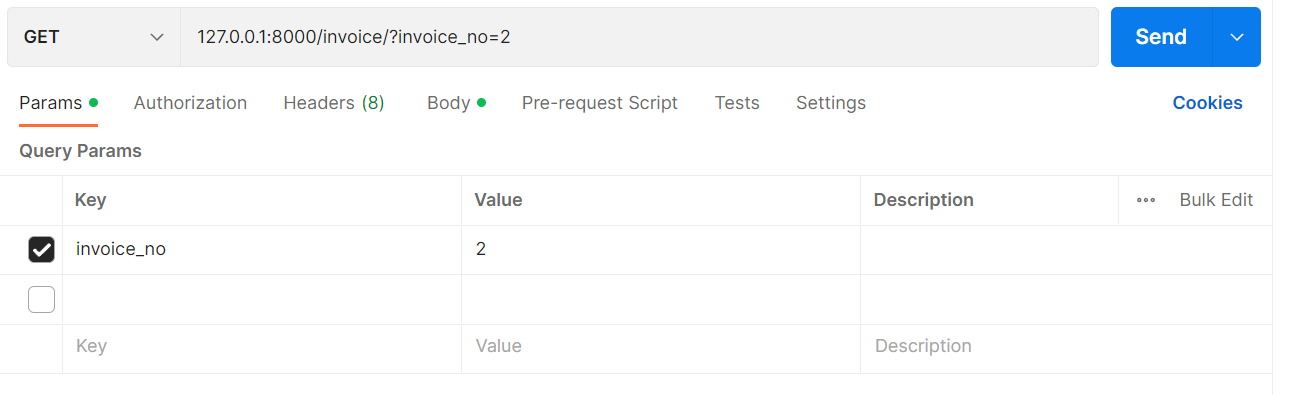 GET 127.0.0.1:8000/invoice/?invoice_no=2 Send
Params Authorization Headers (8) Body Pre-request Script Tests Settings Cookies
Query Params
Key Value Description ••• Bulk Edit
invoice_no 2
Key Value Description